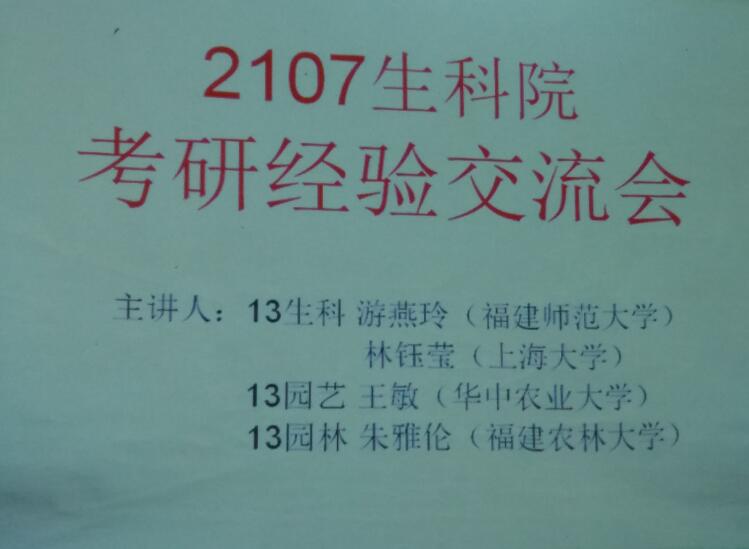 2107生科院
考研经验交流会
主讲人：13生科 游燕玲（福建师范大学）
林钰莹（上海大学）
13园艺 王敏（华中农业大学）
13园林 朱雅伦（福建农林大学）